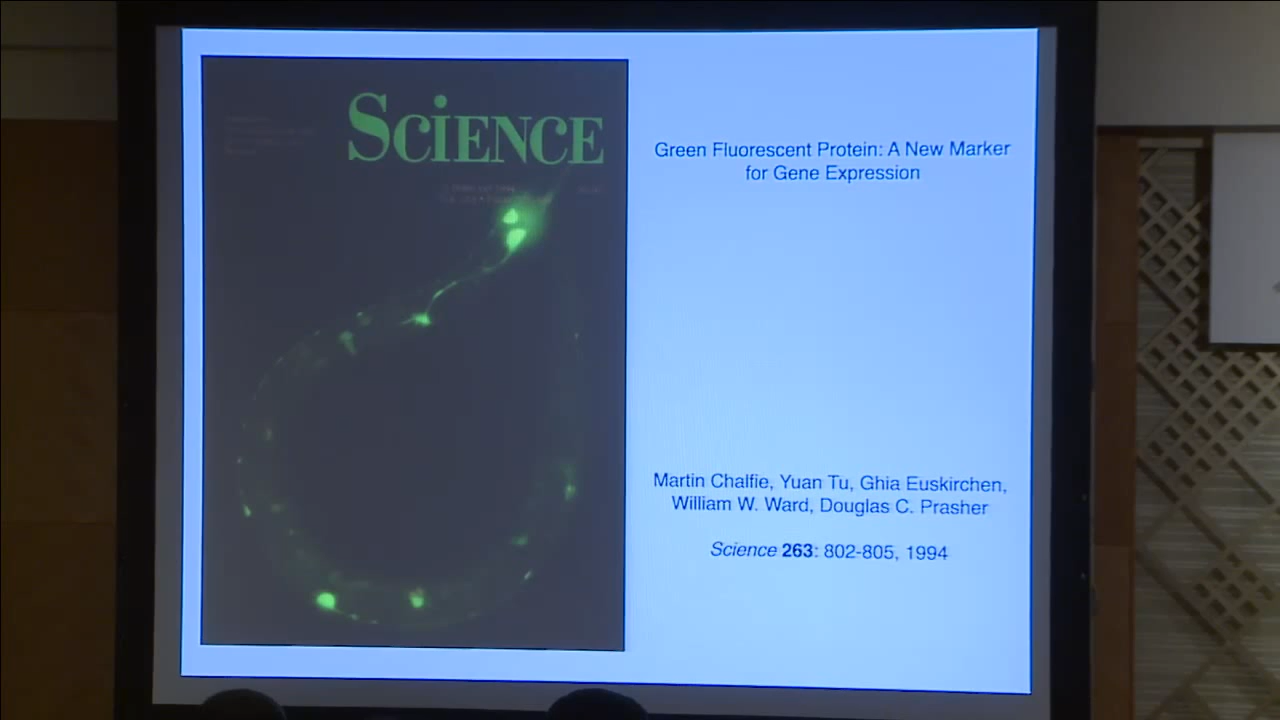 SCIENCE
Green Fluorescent Protein: A New Marker
for Gene Expression
Martin Chalfie, Yuan Tu, Ghia Euskirchen,
William W. Ward, Douglas C. Prasher
Science 263: 802-805, 1994